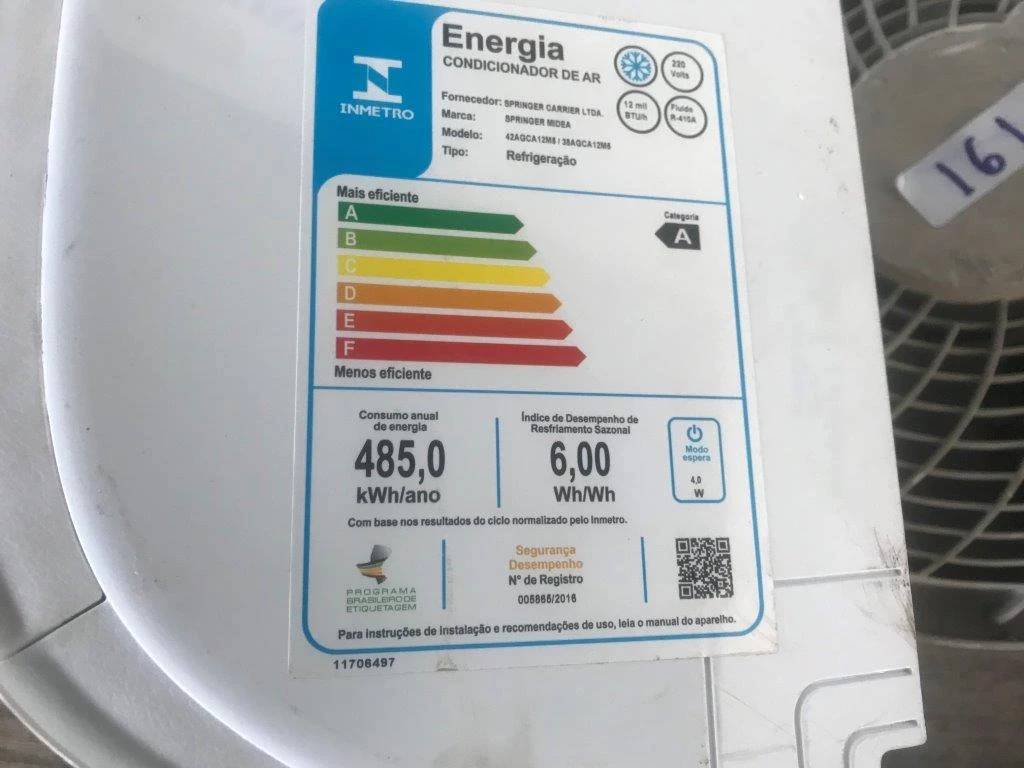 INMETRO
Energia
CONDICIONADOR DE AR
220
Volts
12 mil
BTU/h
Fluido
R-410A
Fornecedor: SPRINGER CARRIER LTDA.
Marca: SPRINGER MIDEA
Modelo: 42AGCA12M5 / 38AGCA12M5
Tipo: Refrigeração
161
Mais eficiente
A
B
C
D
E
F
Menos eficiente
Categoria
A
Consumo anual
de energia
485,0
kWh/ano
Índice de Desempenho de
Resfriamento Sazonal
6,00
Wh/Wh
Modo
espera
4,0
W
Com base nos resultados do ciclo normalizado pelo Inmetro.
PROGRAMA
BRASILEIRO DE
ETIQUETAGEM
Segurança
Desempenho
N° de Registro
005865/2016
Para instruções de instalação e recomendações de uso, leia o manual do aparelho.
11706497